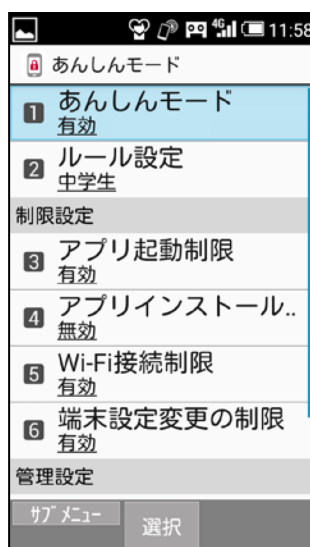 4G 11:58
あんしんモード
1 あんしんモード
有効
2 ルール設定
中学生
制限設定
3 アプリ起動制限
有効
4 アプリインストール..
無効
5 Wi-Fi接続制限
有効
6 端末設定変更の制限
有効
管理設定
ｻﾌﾞﾒﾆｭｰ 選択